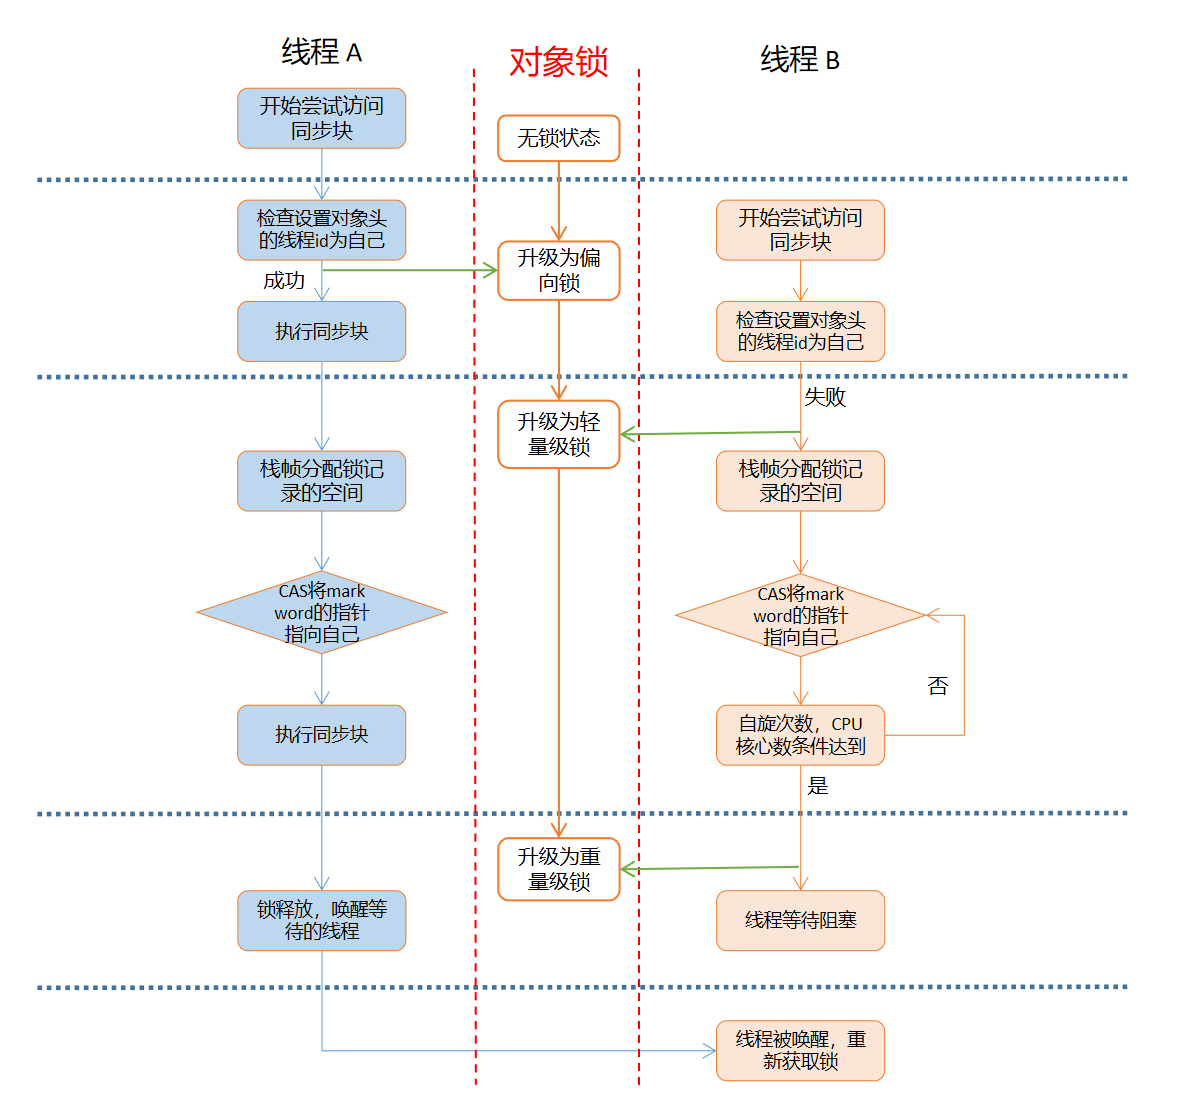 线程 A
对象锁
线程 B
开始尝试访问
同步块
无锁状态
检查设置对象头
的线程id为自己
开始尝试访问
同步块
升级为偏
向锁
成功
执行同步块
检查设置对象头
的线程id为自己
失败
升级为轻
量级锁
栈帧分配锁记
录的空间
栈帧分配锁记
录的空间
CAS将mark
word的指针
指向自己
CAS将mark
word的指针
指向自己
否
执行同步块
自旋次数，CPU
核心数条件达到
是
升级为重
量级锁
锁释放，唤醒等
待的线程
线程等待阻塞
线程被唤醒，重
新获取锁